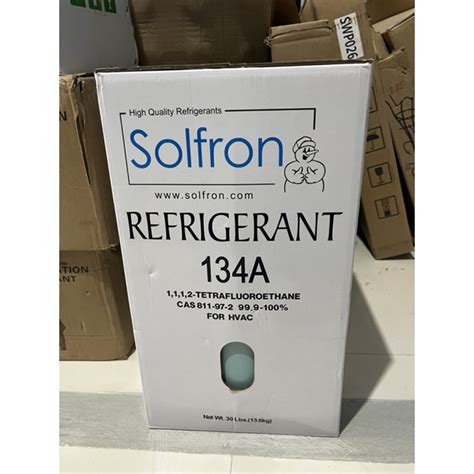 SWP026
High Quality Refrigerants
Solfron
www.solfron.com
REFRIGERANT
134A
1,1,1,2-TETRAFLUOROETHANE
CAS 811-97-2 99,9-100%
FOR HVAC
Net Wt. 30 Lbs.(13.6kg)